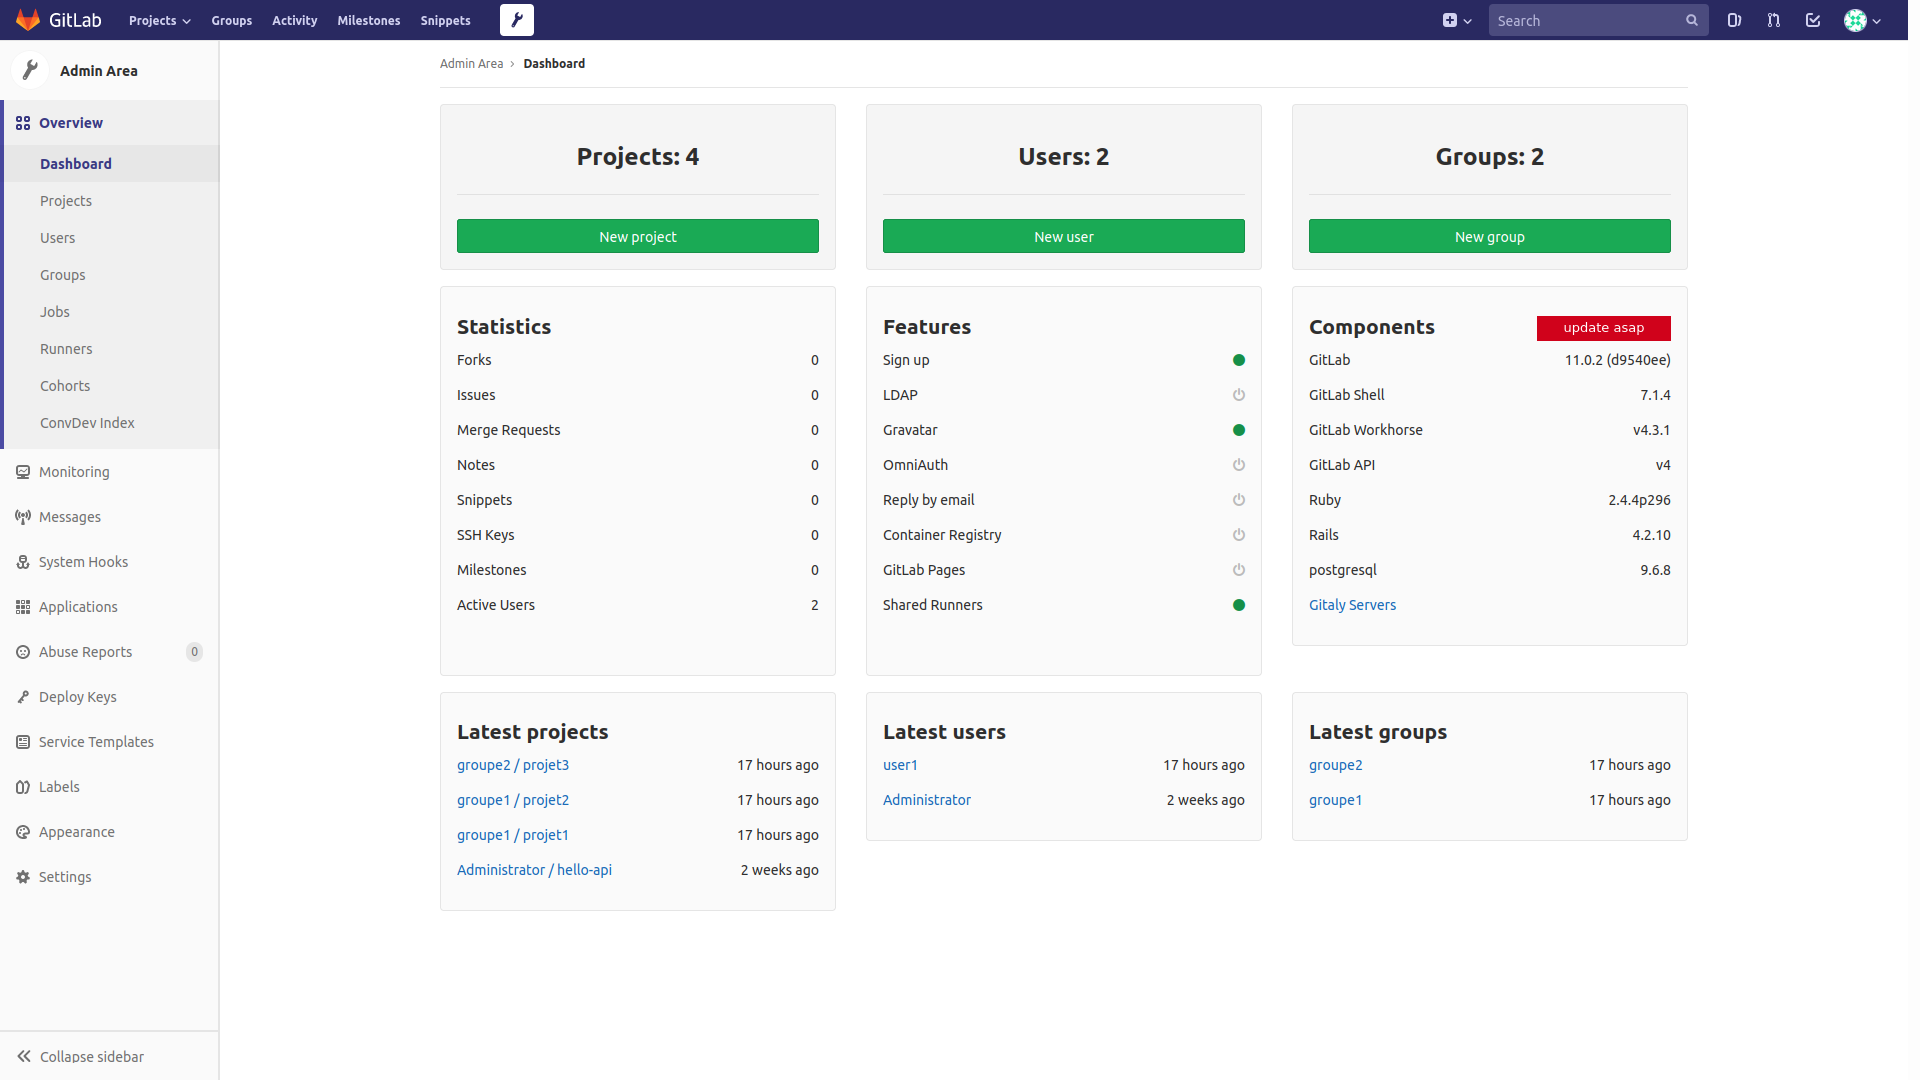 GitLab Projects Groups Activity Milestones Snippets Search
Admin Area
Overview
Dashboard
Projects
Users
Groups
Jobs
Runners
Cohorts
ConvDev Index
Monitoring
Messages
System Hooks
Applications
Abuse Reports 0
Deploy Keys
Service Templates
Labels
Appearance
Settings
Collapse sidebar
Admin Area › Dashboard
Projects: 4
New project
Users: 2
New user
Groups: 2
New group
Statistics
Forks 0
Issues 0
Merge Requests 0
Notes 0
Snippets 0
SSH Keys 0
Milestones 0
Active Users 2
Features
Sign up
LDAP
Gravatar
OmniAuth
Reply by email
Container Registry
GitLab Pages
Shared Runners
Components update asap
GitLab 11.0.2 (d9540ee)
GitLab Shell 7.1.4
GitLab Workhorse v4.3.1
GitLab API v4
Ruby 2.4.4p296
Rails 4.2.10
postgresql 9.6.8
Gitaly Servers
Latest projects
groupe2 / projet3 17 hours ago
groupe1 / projet2 17 hours ago
groupe1 / projet1 17 hours ago
Administrator / hello-api 2 weeks ago
Latest users
user1 17 hours ago
Administrator 2 weeks ago
Latest groups
groupe2 17 hours ago
groupe1 17 hours ago